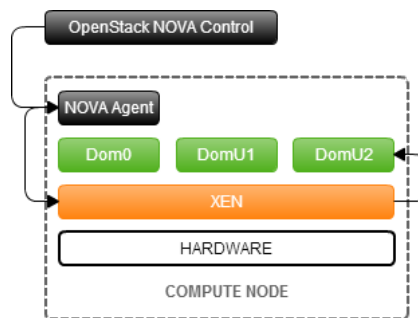 OpenStack NOVA Control
NOVA Agent
Dom0 DomU1 DomU2
XEN
HARDWARE
COMPUTE NODE